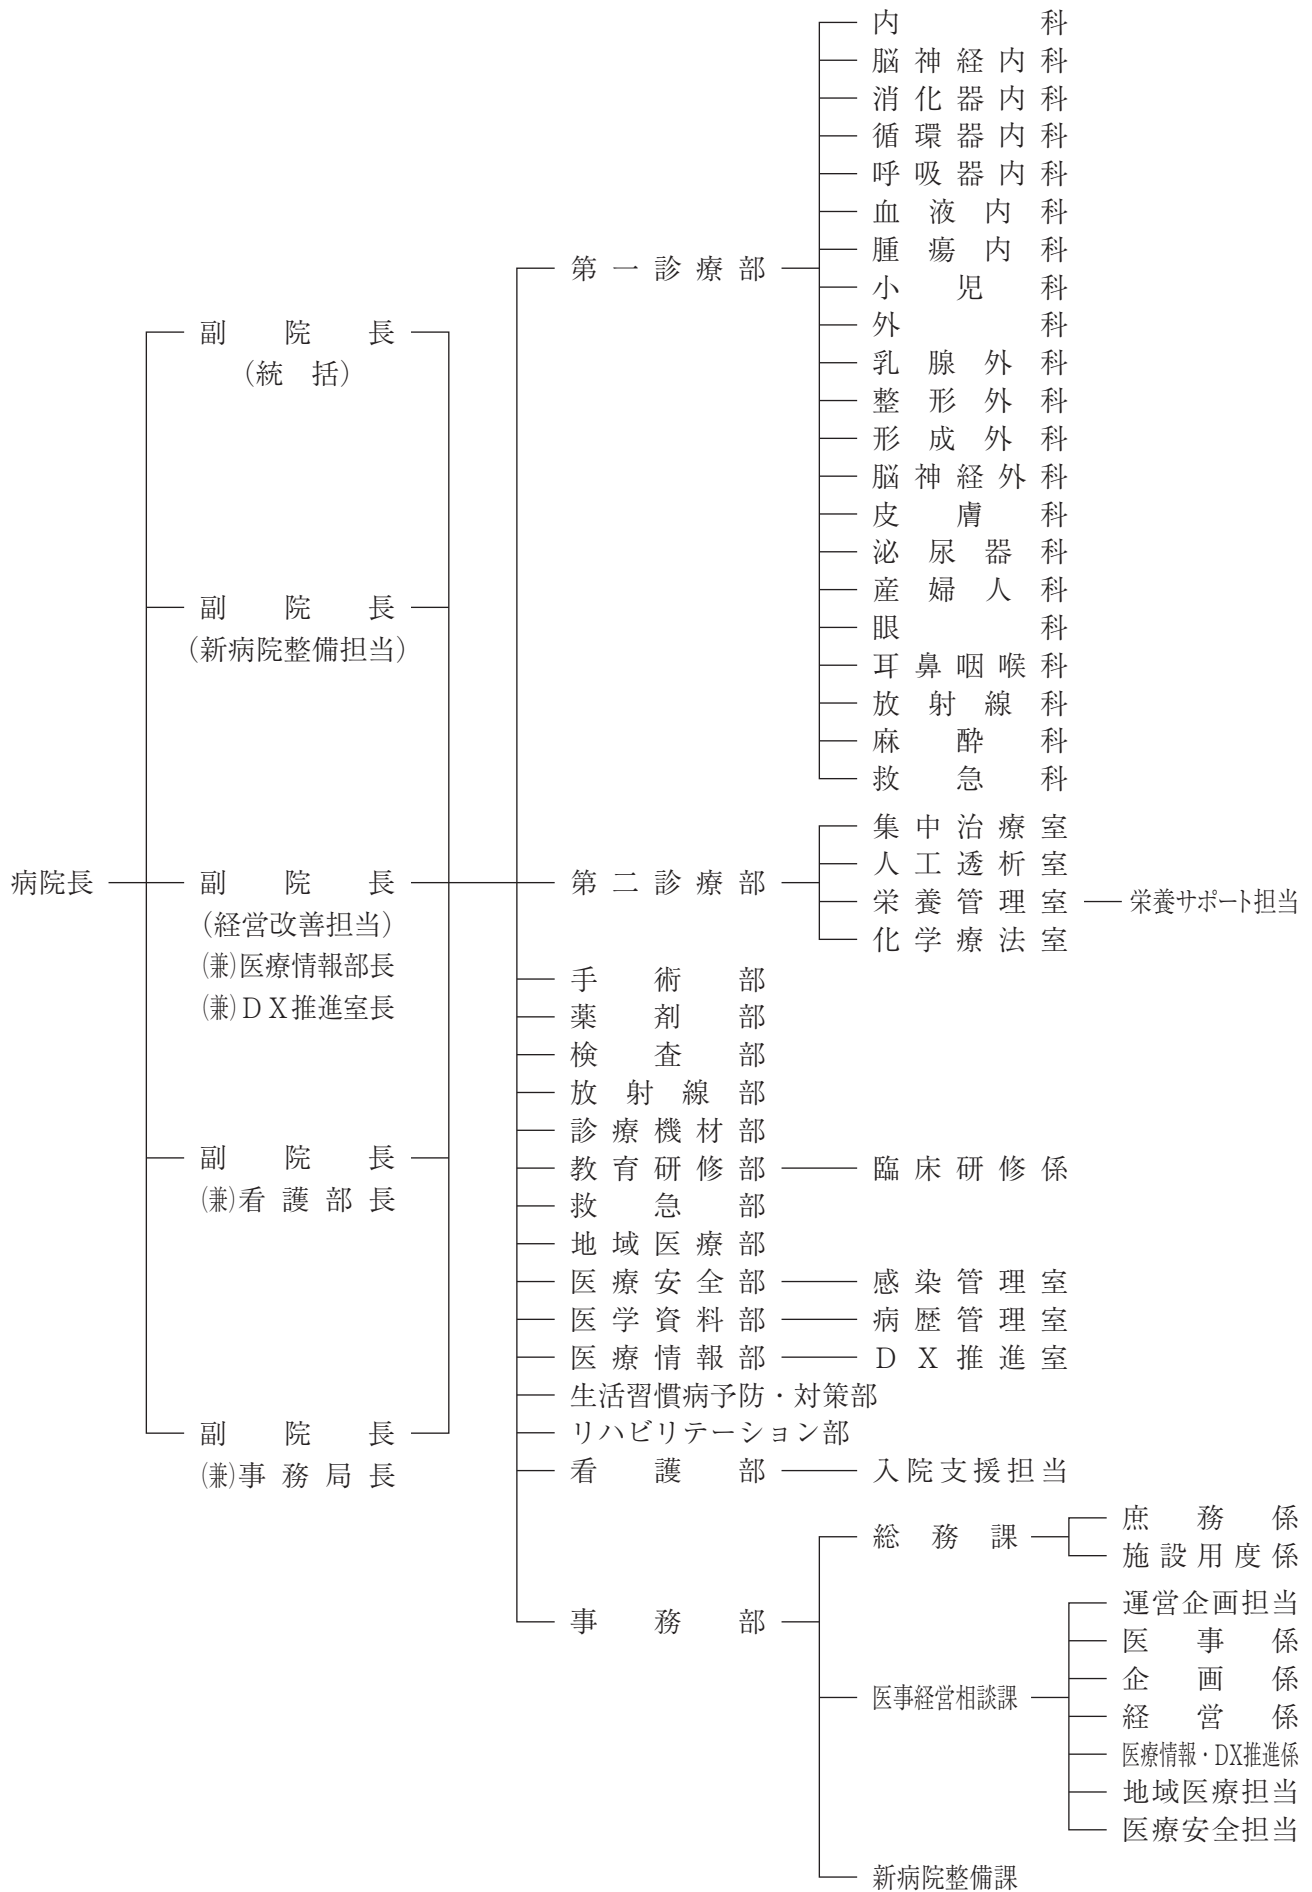 病院長
副院長
（統括）
副院長
（新病院整備担当）
副院長
（経営改善担当）
㈵医療情報部長
㈵ＤＸ推進室長
副院長
(兼)看護部長
副院長
(兼)事務局長
第一診療部
内科
脳神経内科
消化器内科
循環器内科
呼吸器内科
血液内科
腫瘍内科
小児科
外科
乳腺外科
整形外科
形成外科
脳神経外科
皮膚科
泌尿器科
産婦人科
眼科
耳鼻咽喉科
放射線科
麻酔科
救急科
第二診療部
集中治療室
人工透析室
栄養管理室
栄養サポート担当
化学療法室
手術部
薬剤部
検査部
放射線部
診療機材部
教育研修部
臨床研修係
救急部
地域医療部
医療安全部
感染管理室
医学資料部
病歴管理室
医療情報部
ＤＸ推進室
生活習慣病予防・対策部
リハビリテーション部
看護部
入院支援担当
事務部
総務課
庶務係
施設用度係
医事経営相談課
運営企画担当
医事係
企画係
経営係
医療情報・DX推進係
地域医療担当
医療安全担当
新病院整備課